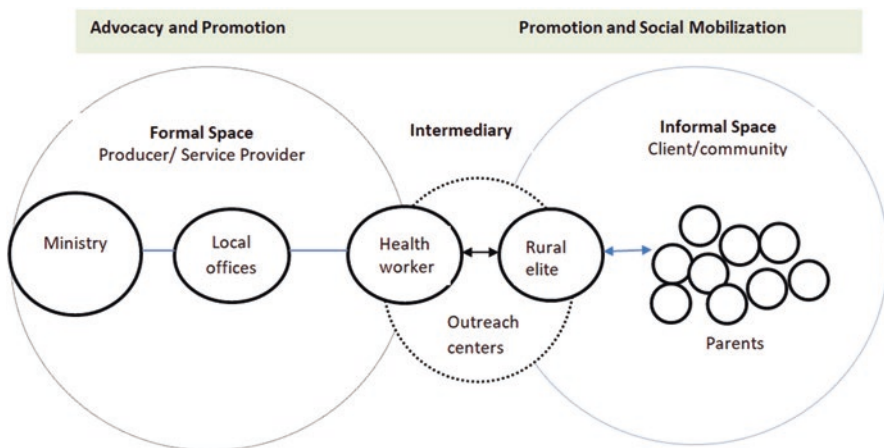 Advocacy and Promotion
Promotion and Social Mobilization
Formal Space
Producer/ Service Provider
Intermediary
Informal Space
Client/community
Ministry
Local
offices
Health
worker
Rural
elite
Outreach
centers
Parents